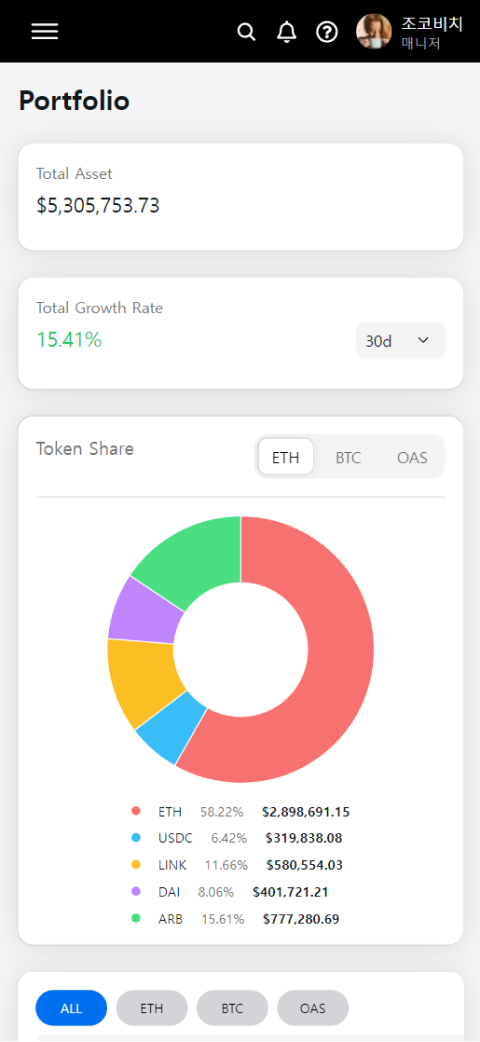 조코비치
매니저
Portfolio
Total Asset
$5,305,753.73
Total Growth Rate
15.41%
30d
Token Share
ETH BTC OAS
ETH 58.22% $2,898,691.15
USDC 6.42% $319,838.08
LINK 11.66% $580,554.03
DAI 8.06% $401,721.21
ARB 15.61% $777,280.69
ALL ETH BTC OAS